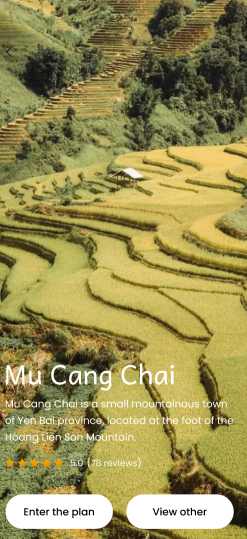 Mu Cang Chai
Mu Cang Chai is a small mountainous town
of Yen Bai province, located at the foot of the
Hoang Lien Son Mountain.
5.0 (78 reviews)
Enter the plan
View other